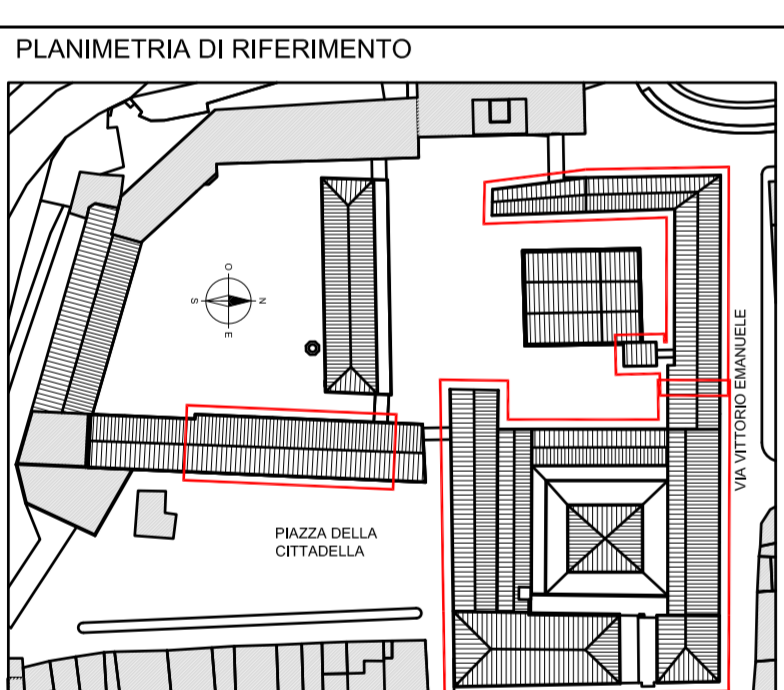 PLANIMETRIA DI RIFERIMENTO
O
S
N
E
VIA VITTORIO EMANUELE
PIAZZA DELLA
CITTADELLA